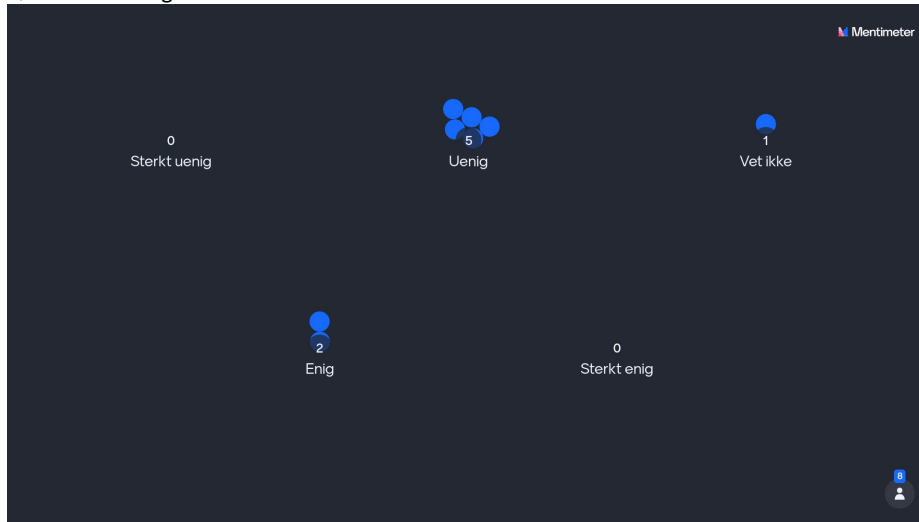 Mentimeter
0
Sterkt uenig
5
Uenig
1
Vet ikke
2
Enig
0
Sterkt enig
8